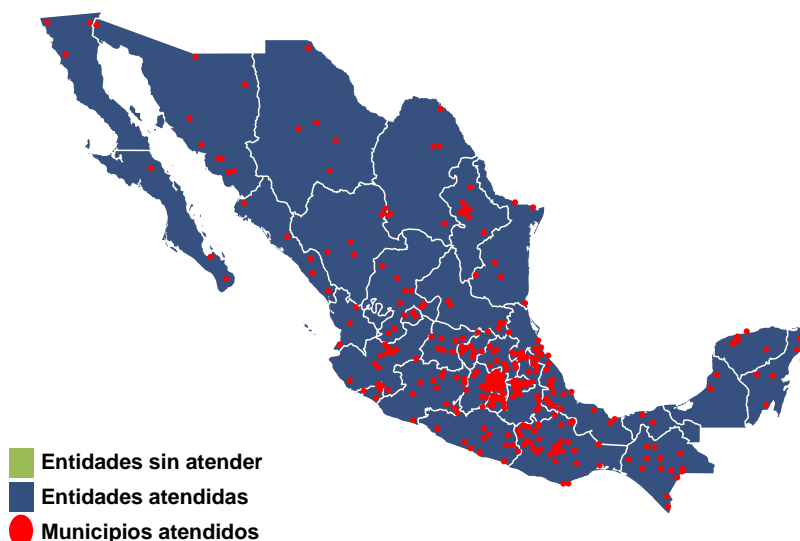 Entidades sin atender
Entidades atendidas
Municipios atendidos